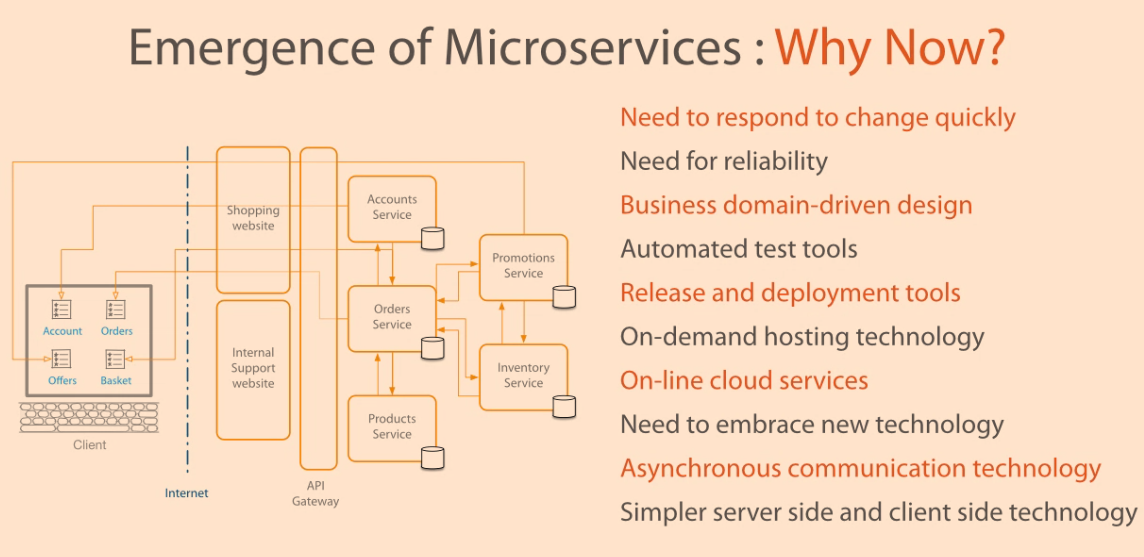 Emergence of Microservices : Why Now?
Need to respond to change quickly
Need for reliability
Business domain-driven design
Automated test tools
Release and deployment tools
On-demand hosting technology
On-line cloud services
Need to embrace new technology
Asynchronous communication technology
Simpler server side and client side technology
Shopping
website
Internal
Support
website
API
Gateway
Accounts
Service
Orders
Service
Products
Service
Promotions
Service
Inventory
Service
Account
Orders
Offers
Basket
Client
Internet